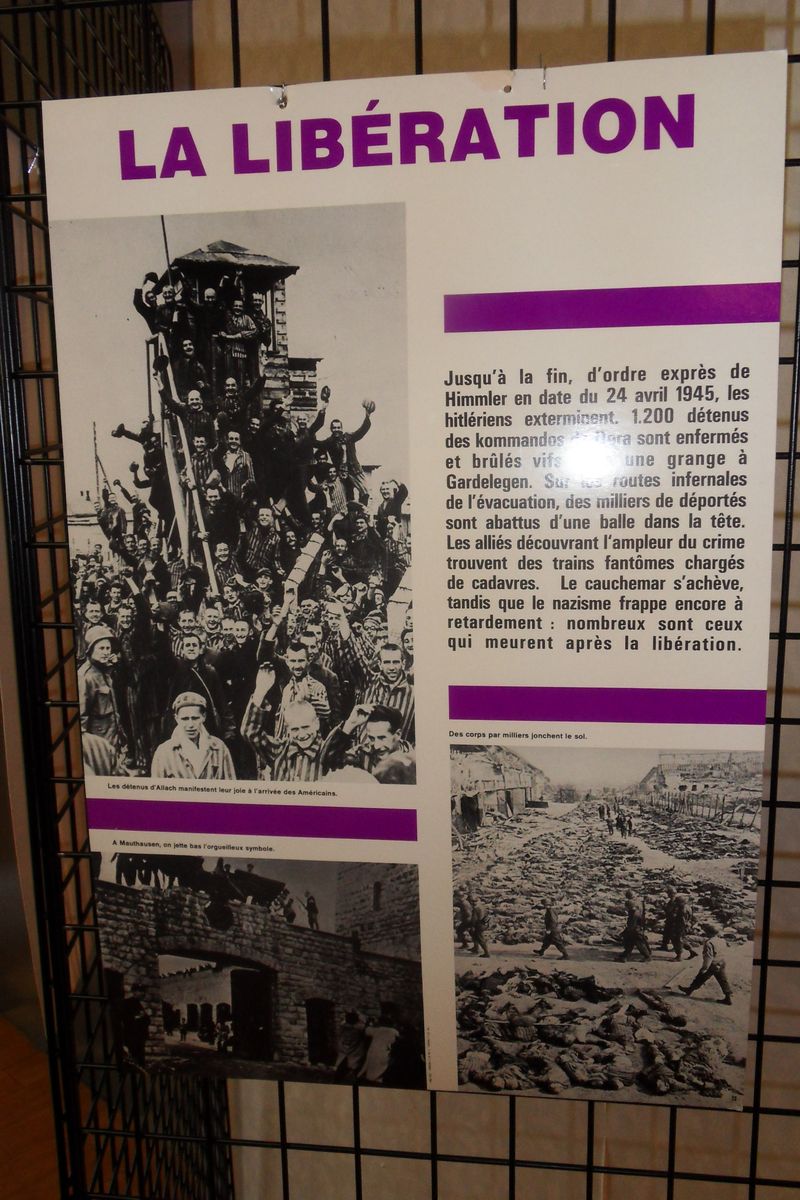 LA LIBÉRATION
Jusqu'à la fin, d'ordre exprès de
Himmler en date du 24 avril 1945, les
hitlériens exterminent. 1.200 détenus
des kommandos de Dora sont enfermés
et brûlés vifs une grange à
Gardelegen. Sur les routes infernales
de l'évacuation, des milliers de déportés
sont abattus d'une balle dans la tête.
Les alliés découvrant l'ampleur du crime
trouvent des trains fantômes chargés
de cadavres. Le cauchemar s'achève,
tandis que le nazisme frappe encore à
retardement : nombreux sont ceux
qui meurent après la libération.
Des corps par milliers jonchent le sol.
Les détenus d'Allach manifestent leur joie à l'arrivée des Américains.
A Mauthausen, on jette bas l'orgueilleux symbole.